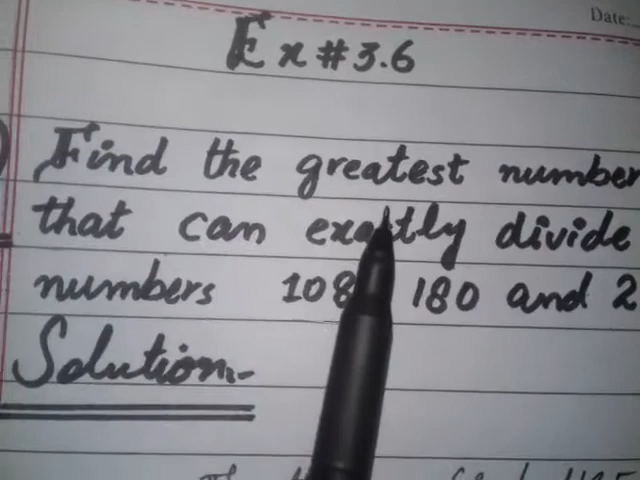 Date:
Ex # 3.6
Find the greatest number
that can exactly divide
numbers 108 180 and 2
Solution:-